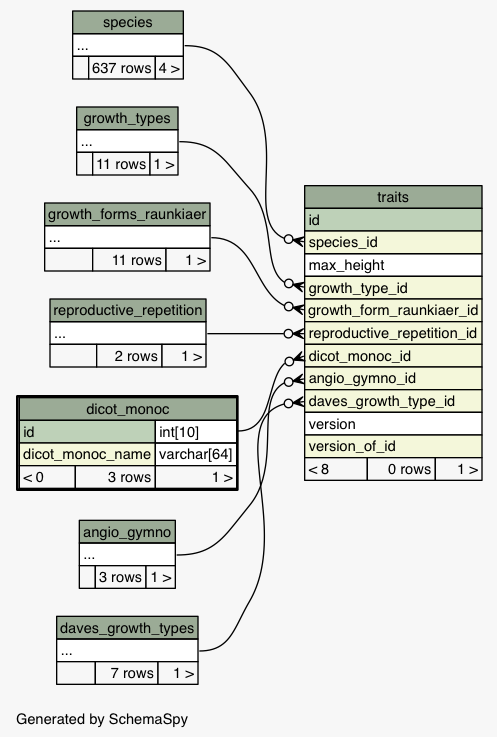 species
...
637 rows 4 >
growth_types
...
11 rows 1 >
growth_forms_raunkiaer
...
11 rows 1 >
reproductive_repetition
...
2 rows 1 >
dicot_monoc
id int[10]
dicot_monoc_name varchar[64]
< 0 3 rows 1 >
angio_gymno
...
3 rows 1 >
daves_growth_types
...
7 rows 1 >
traits
id
species_id
max_height
growth_type_id
growth_form_raunkiaer_id
reproductive_repetition_id
dicot_monoc_id
angio_gymno_id
daves_growth_type_id
version
version_of_id
< 8 0 rows 1 >
Generated by SchemaSpy